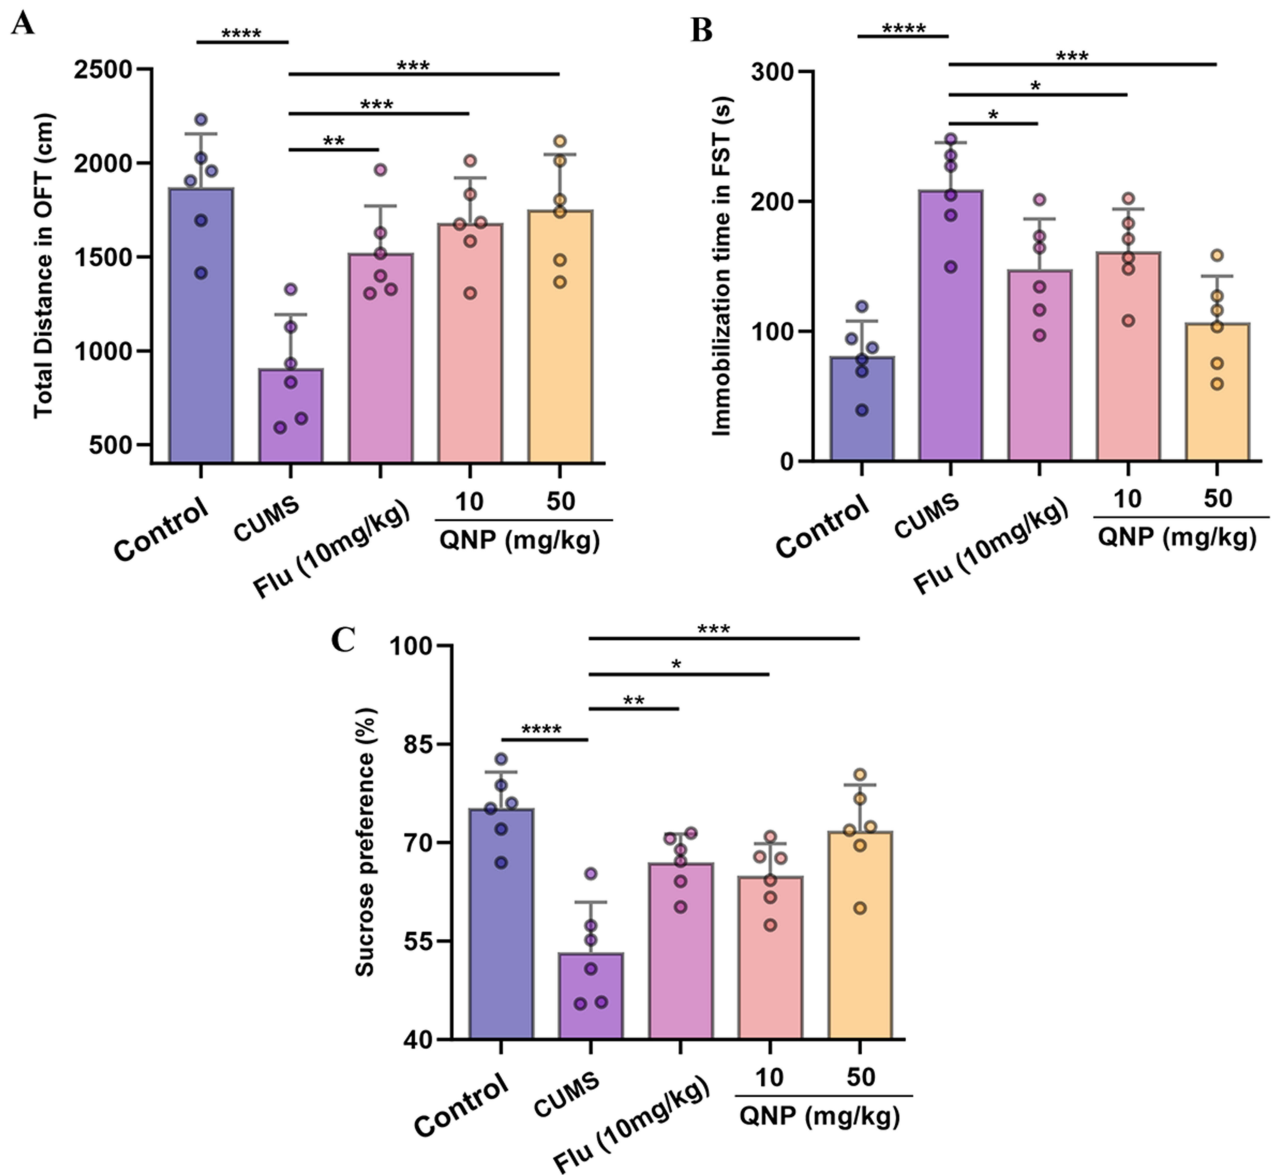 A
Total Distance in OFT (cm)
2500
2000
1500
1000
500
****
***
***
**
Control
CUMS
Flu (10mg/kg)
10
50
QNP (mg/kg)
B
Immobilization time in FST (s)
300
200
100
0
****
***
*
*
Control
CUMS
Flu (10mg/kg)
10
50
QNP (mg/kg)
C
Sucrose preference (%)
100
85
70
55
40
***
*
**
****
Control
CUMS
Flu (10mg/kg)
10
50
QNP (mg/kg)